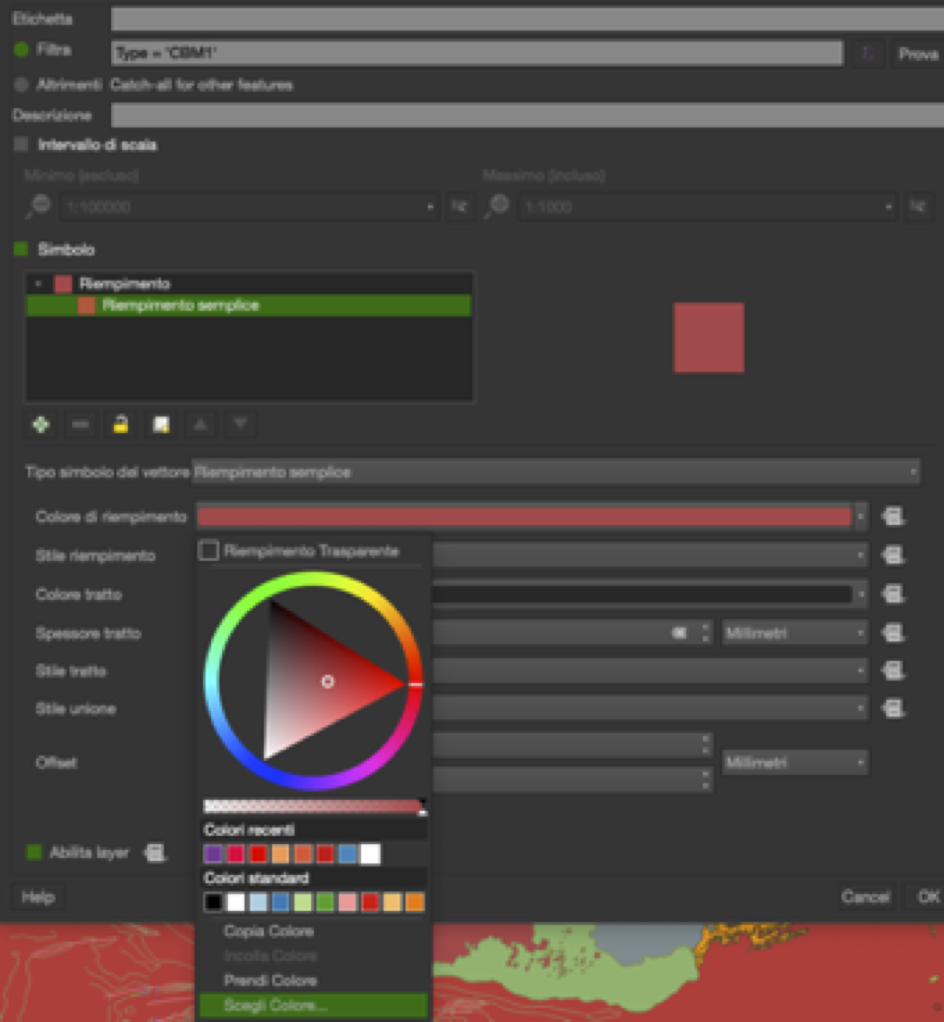 Etichetta
Filtra Type = 'CBM1' Prova
Altrimenti Catch-all for other features
Descrizione
Intervallo di scala
Minimo (escluso) Massimo (incluso)
1:100000 1:1000
Simbolo
Riempimento
Riempimento semplice
Tipo simbolo del vettore Riempimento semplice
Colore di riempimento
Riempimento Trasparente
Stile riempimento
Colore tratto
Spessore tratto Millimetri
Stile tratto
Stile unione
Offset Millimetri
Colori recenti
Abilita layer
Colori standard
Help Cancel OK
Copia Colore
Incolla Colore
Prendi Colore
Scegli Colore...